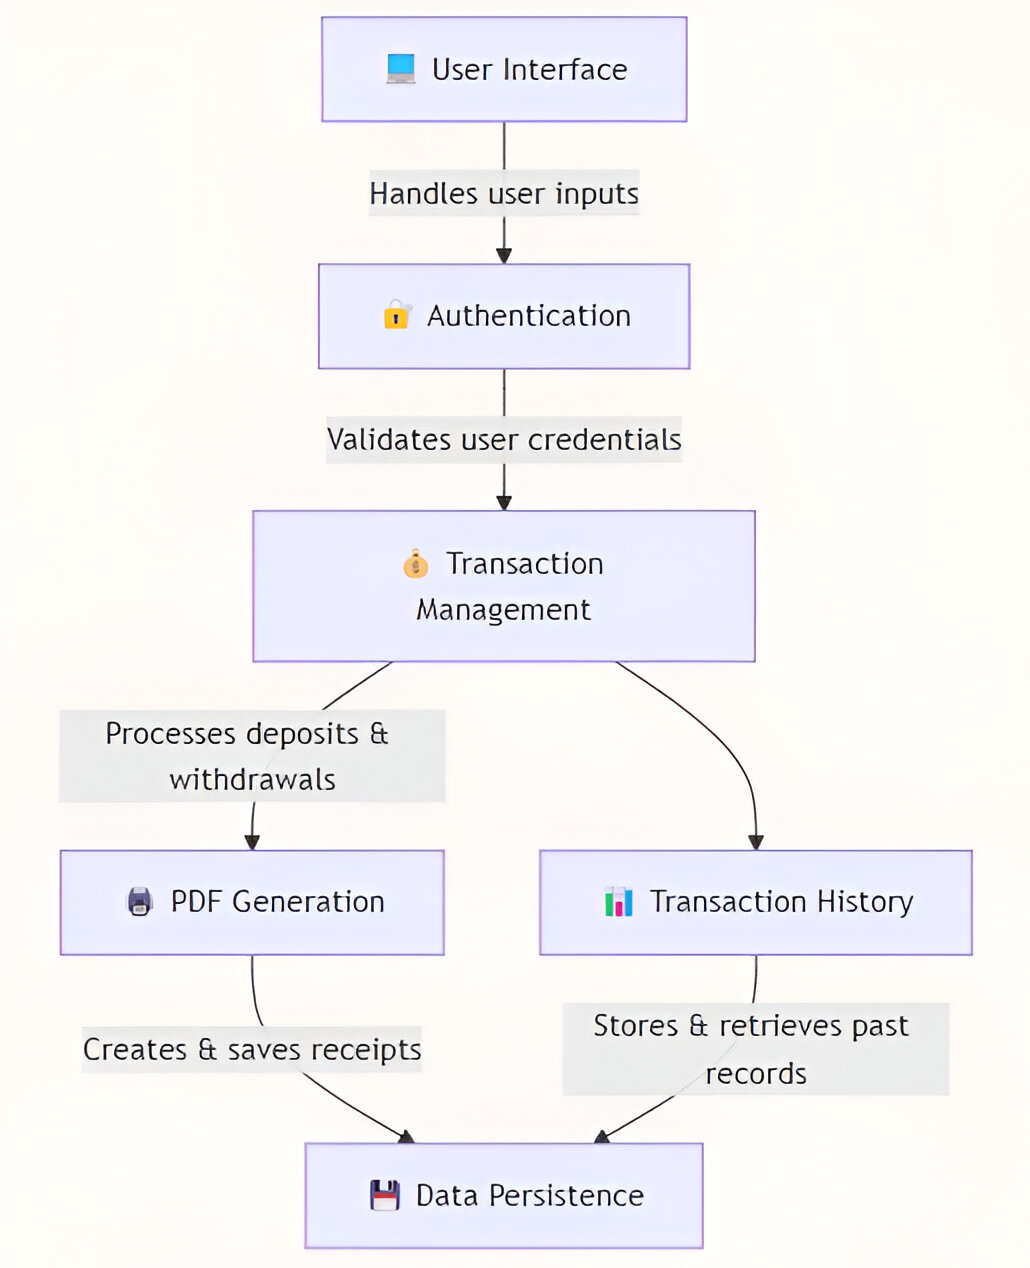 User Interface
Handles user inputs
Authentication
Validates user credentials
Transaction
Management
Processes deposits &
withdrawals
PDF Generation
Transaction History
Creates & saves receipts
Stores & retrieves past
records
Data Persistence